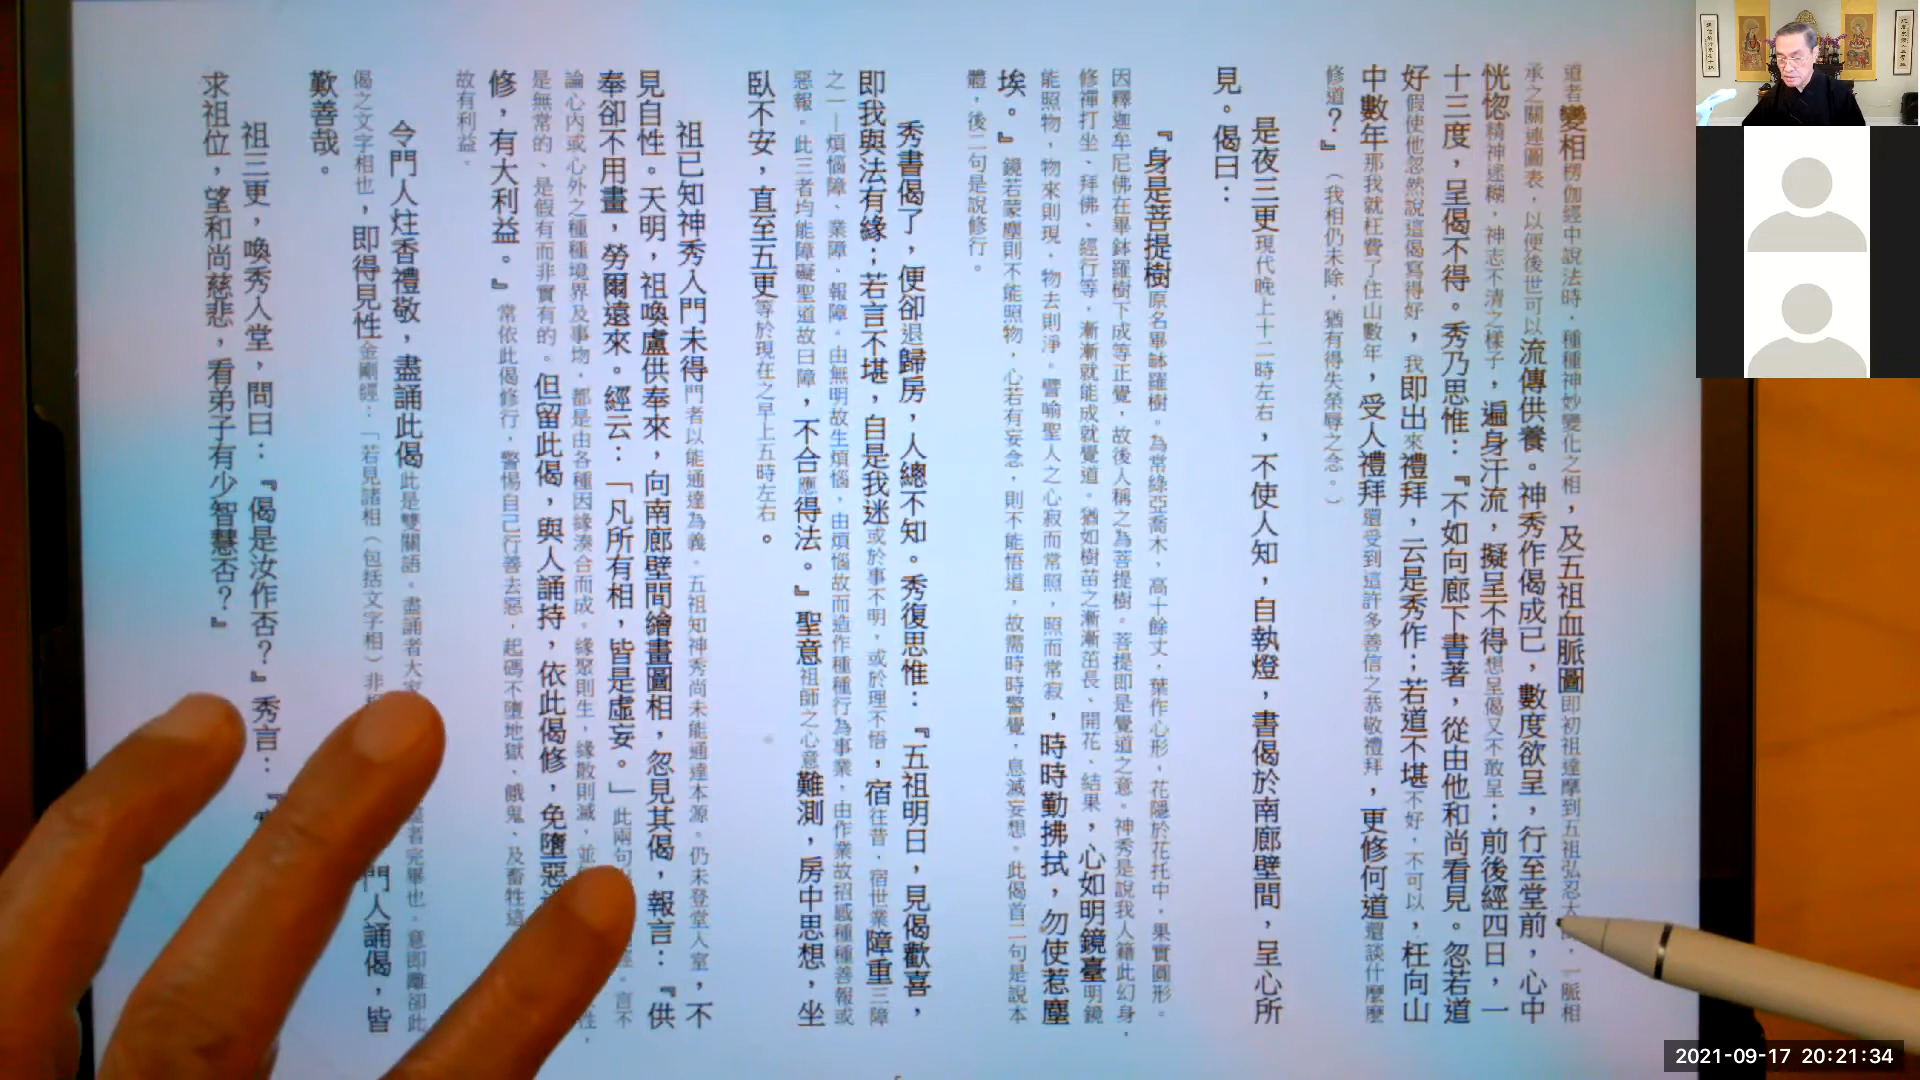 道者變相楞伽經中說法時，種種神妙變化之相，及五祖血脈圖即初祖達摩到五祖弘忍，一脈相
承之關連圖表，以便後世可以流傳供養。神秀作偈成已，數度欲呈，行至堂前，心中
恍惚精神迷糊，神志不清之樣子，遍身汗流，擬呈不得想呈偈又不敢呈；前後經四日，一
十三度，呈偈不得。秀乃思惟：『不如向廊下書著，從由他和尚看見。忽若道
好假使他忽然說這偈寫得好，我即出來禮拜，云是秀作；若道不堪不好，不可以，枉向山
中數年那我就枉費了住山數年，受人禮拜還受到這許多善信之恭敬禮拜，更修何道還談什麼
修道？』（我相仍未除，猶有得失榮辱之念。）
是夜三更現代晚上十二時左右，不使人知，自執燈，書偈於南廊壁間，呈心所
見。偈曰：
『身是菩提樹原名畢缽羅樹。為常綠亞喬木，高十餘丈，葉作心形，花隱於花托中，果實圓形。
因釋迦牟尼佛在畢缽羅樹下成等正覺，故後人稱之為菩提樹。菩提即是覺道之意。神秀是說我人籍此幻身，
修禪打坐、拜佛、經行等，漸漸就能成就覺道。猶如樹苗之漸漸茁長、開花、結果，心如明鏡臺明鏡
能照物，物來則現，物去則淨。譬喻聖人之心寂而常照，照而常寂，時時勤拂拭，勿使惹塵
埃。』鏡若蒙塵則不能照物，心若有妄念，則不能悟道，故需時時警覺，息滅妄想。此偈首二句是說本
體，後二句是說修行。
秀書偈了，便卻退歸房，人總不知。秀復思惟：『五祖明日，見偈歡喜，
即我與法有緣；若言不堪，自是我迷或於事不明，或於理不悟，宿往昔，宿世業障重三障
之一—煩惱障、業障、報障。由無明故生煩惱，由煩惱故而造作種種行為事業，由作業故招感種種善報或
惡報。此三者均能障礙聖道故曰障，不合應得法。』聖意祖師之心意難測，房中思想，坐
臥不安，直至五更等於現在之早上五時左右。
祖已知神秀入門未得門者以能通達為義。五祖知神秀尚未能通達本源。仍未登堂入室，不
見自性。天明，祖喚盧供奉來，向南廊壁間繪畫圖相，忽見其偈，報言：『供
奉卻不用畫，勞爾遠來。經云：「凡所有相，皆是虛妄。」此兩句言不
論心內或心外之種種境界及事物，都是由各種因緣湊合而成。緣聚則生，緣散則滅，並性，
是無常的、是假有而非實有的。但留此偈，與人誦持，依此偈修，免墮惡
修，有大利益。』常依此偈修行，警惕自己行善去惡，起碼不墮地獄、餓鬼、及畜牲這
故有利益。
令門人炷香禮敬，盡誦此偈此是雙關語。盡誦者大家者完畢也，意即離卻此
偈之文字相也，即得見性金剛經：「若見諸相（包括文字相）非門人誦偈，皆
歎善哉。
祖三更，喚秀入堂，問曰：『偈是汝作否？』秀言：『
求祖位，望和尚慈悲，看弟子有少智慧否？』
2021-09-17 20:21:34